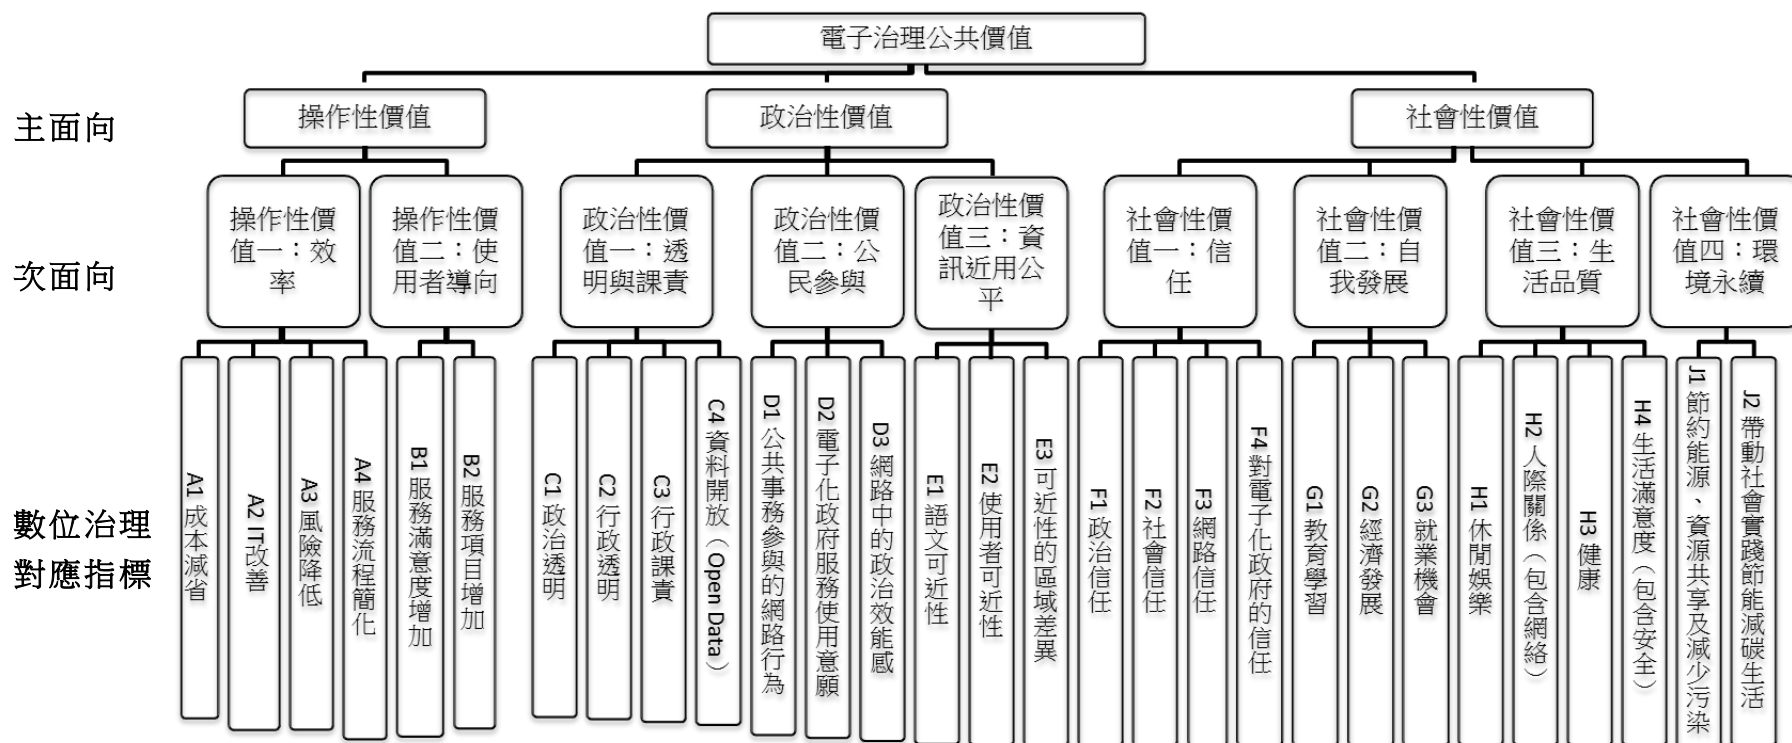 電子治理公共價值
主面向
操作性價值
政治性價值
社會性價值
次面向
操作性價
值一：效
率
操作性價
值二：使
用者導向
政治性價
值一：透
明與課責
政治性價
值二：公
民參與
政治性價
值三：資
訊近用公
平
社會性價
值一：信
任
社會性價
值二：自
我發展
社會性價
值三：生
活品質
社會性價
值四：環
境永續
數位治理
對應指標
A1 成本減省
A2 IT改善
A3 風險降低
A4 服務流程簡化
B1 服務滿意度增加
B2 服務項目增加
C1 政治透明
C2 行政透明
C3 行政課責
C4 資料開放（Open Data）
D1 公共事務參與的網路行為
D2 電子化政府服務使用意願
D3 網路中的政治效能感
E1 語文可近性
E2 使用者可近性
E3 可近性的區域差異
F1 政治信任
F2 社會信任
F3 網路信任
F4 對電子化政府的信任
G1 教育學習
G2 經濟發展
G3 就業機會
H1 休閒娛樂
H2 人際關係（包含網絡）
H3 健康
H4 生活滿意度（包含安全）
J1 節約能源、資源共享及減少污染
J2 帶動社會實踐節能減碳生活